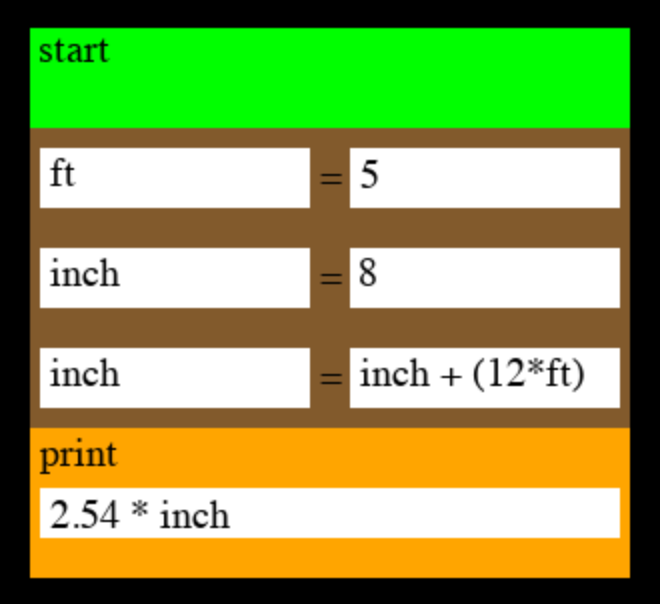 start
ft = 5
inch = 8
inch = inch + (12*ft)
print
2.54 * inch